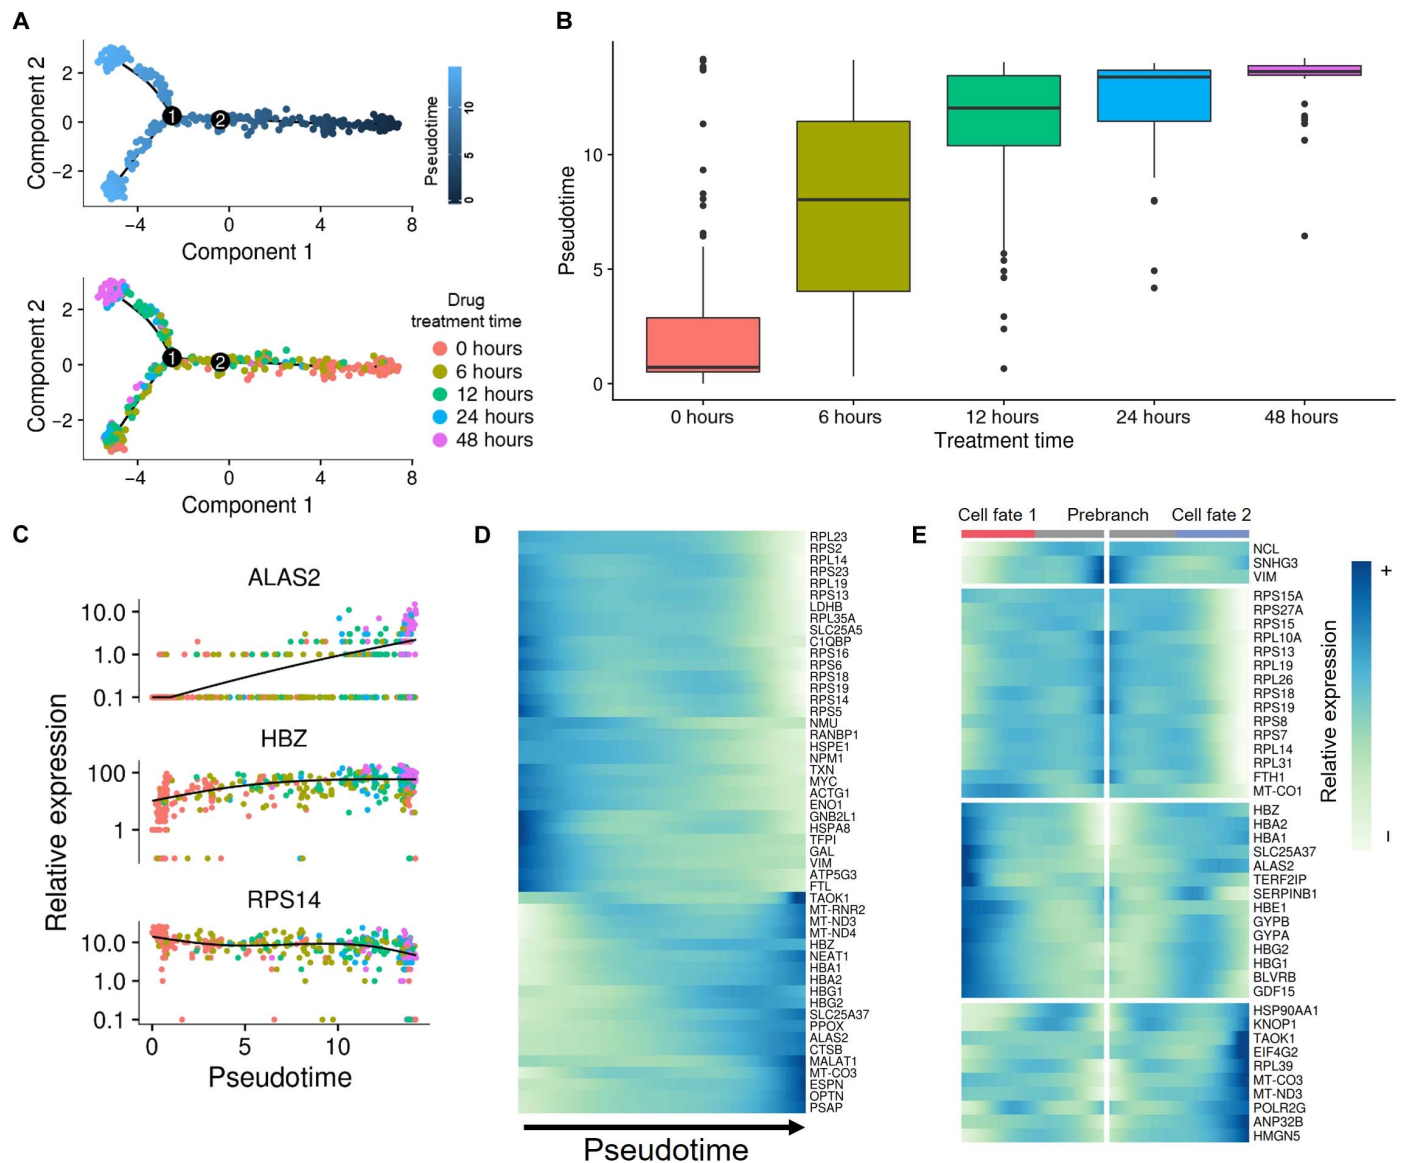 A
Component 2
2
0
−2
1
2
−4
0
4
8
Component 1
Pseudotime
10
5
0
Component 2
2
0
−2
1
2
−4
0
4
8
Component 1
Drug
treatment time
0 hours
6 hours
12 hours
24 hours
48 hours
B
Pseudotime
10
5
0
0 hours
6 hours
12 hours
24 hours
48 hours
Treatment time
C
Relative expression
ALAS2
10.0
1.0
0.1
HBZ
100
1
RPS14
10.0
1.0
0.1
0
5
10
Pseudotime
D
RPL23
RPS2
RPL14
RPS23
RPL19
RPS13
LDHB
RPL35A
SLC25A5
C1QBP
RPS16
RPS6
RPS18
RPS19
RPS14
RPS5
NMU
RANBP1
HSPE1
NPM1
TXN
MYC
ACTG1
ENO1
GNB2L1
HSPA8
TFPI
GAL
VIM
ATP5G3
FTL
TAOK1
MT-RNR2
MT-ND3
MT-ND4
HBZ
NEAT1
HBA1
HBA2
HBG1
HBG2
SLC25A37
PPOX
ALAS2
CTSB
MALAT1
MT-CO3
ESPN
OPTN
PSAP
Pseudotime
E
Cell fate 1
Prebranch
Cell fate 2
NCL
SNHG3
VIM
RPS15A
RPS27A
RPS15
RPL10A
RPS13
RPL19
RPL26
RPS18
RPS19
RPS8
RPS7
RPL14
RPL31
FTH1
MT-CO1
HBZ
HBA2
HBA1
SLC25A37
ALAS2
TERF2IP
SERPINB1
HBE1
GYPB
GYPA
HBG2
HBG1
BLVRB
GDF15
HSP90AA1
KNOP1
TAOK1
EIF4G2
RPL39
MT-CO3
MT-ND3
POLR2G
ANP32B
HMGN5
Relative expression
+
−